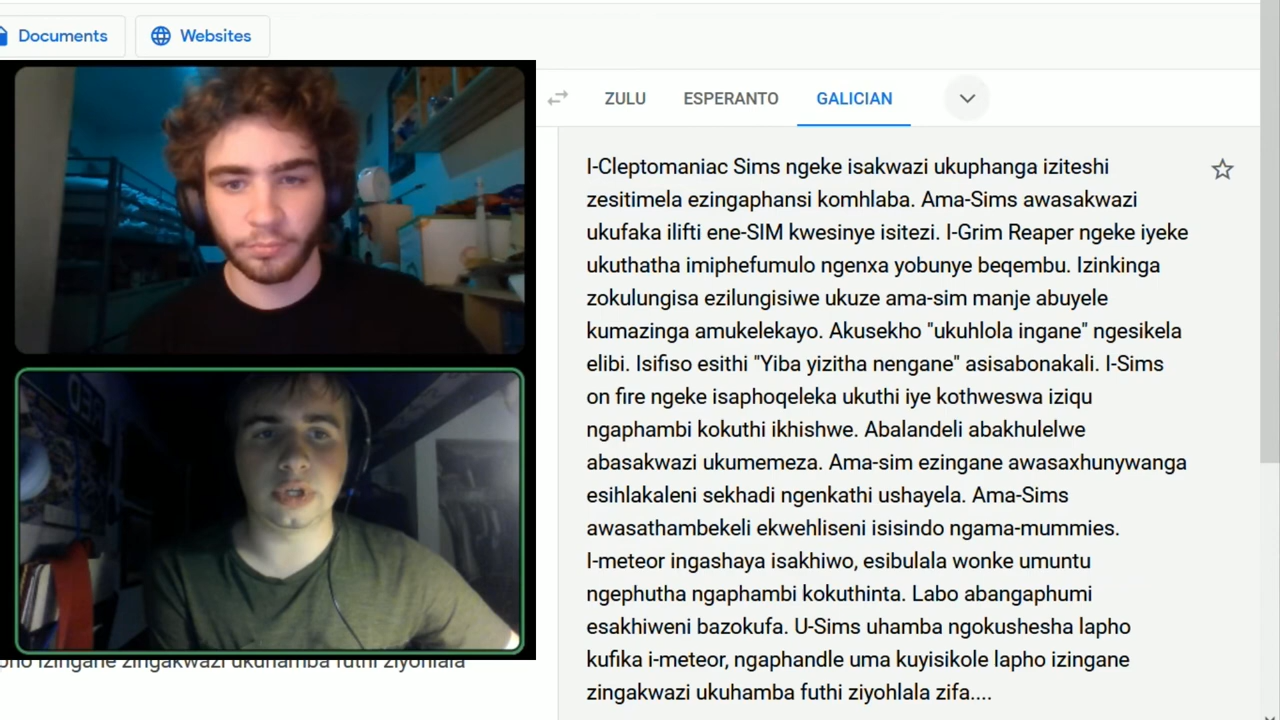 Documents
Websites
ZULU
ESPERANTO
GALICIAN
I-Cleptomaniac Sims ngeke isakwazi ukuphanga iziteshi
zesitimela ezingaphansi komhlaba. Ama-Sims awasakwazi
ukufaka ilifti ene-SIM kwesinye isitezi. I-Grim Reaper ngeke iyeke
ukuthatha imiphefumulo ngenxa yobunye beqembu. Izinkinga
zokulungisa ezilungisiwe ukuze ama-sim manje abuyele
kumazinga amukelekayo. Akusekho "ukuhlola ingane" ngesikela
elibi. Isifiso esithi "Yiba yizitha nengane" asisabonakali. I-Sims
on fire ngeke isaphoqeleka ukuthi iye kothweswa iziqu
ngaphambi kokuthi ikhishwe. Abalandeli abakhulelwe
abasakwazi ukumemeza. Ama-sim ezingane awasaxhunywanga
esihlakaleni sekhadi ngenkathi ushayela. Ama-Sims
awasathambekeli ekwehliseni isisindo ngama-mummies.
I-meteor ingashaya isakhiwo, esibulala wonke umuntu
ngephutha ngaphambi kokuthinta. Labo abangaphumi
esakhiweni bazokufa. U-Sims uhamba ngokushesha lapho
kufika i-meteor, ngaphandle uma kuyisikole lapho izingane
zingakwazi ukuhamba futhi ziyohlala zifa....
izingane zingakwazi ukuhamba futhi ziyohlala